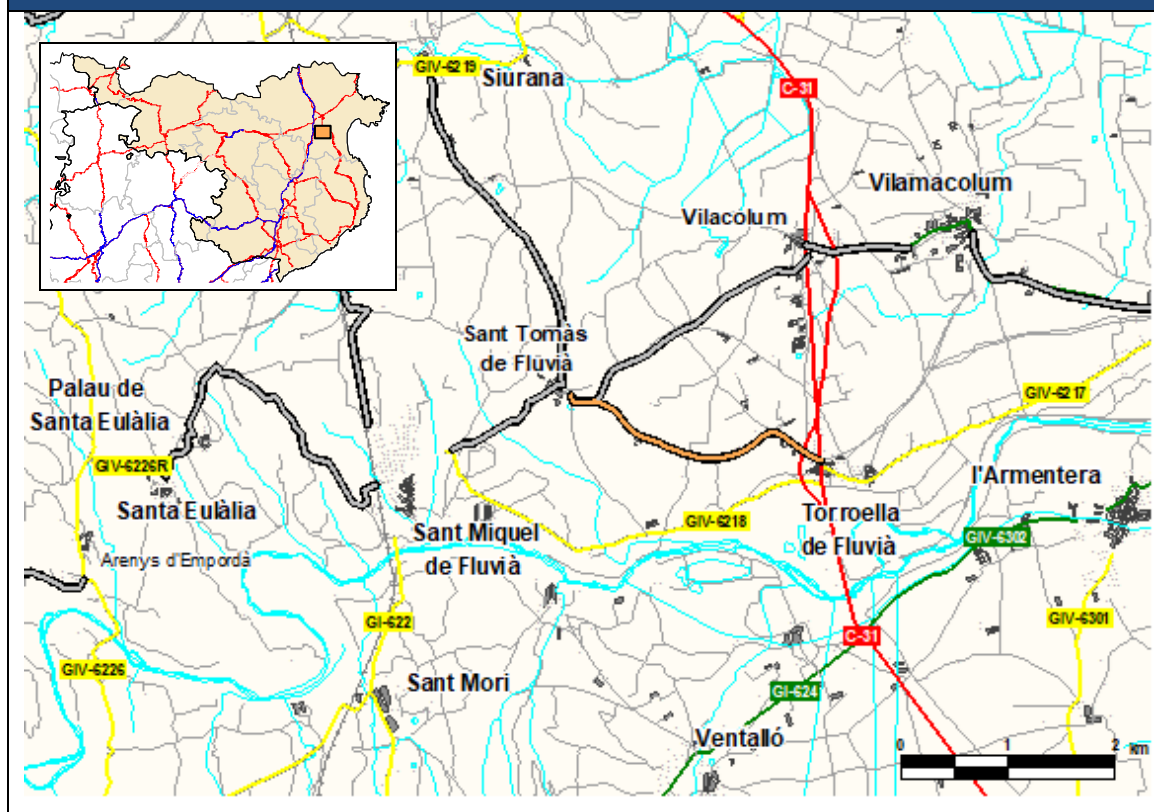 GIV-6219
Siurana
C-31
Vilamacolum
Vilacolum
Sant Tomàs
de Fluvià
Palau de
Santa Eulàlia
GIV-6217
GIV-6226R
l'Armentera
Santa Eulàlia
GIV-6218
Torroella
de Fluvià
Sant Miquel
de Fluvià
GIV-6302
Arenys d'Empordà
GI-622
C-31
GIV-6301
GIV-6226
Sant Mori
GI-624
Ventalló
0 1 2 km